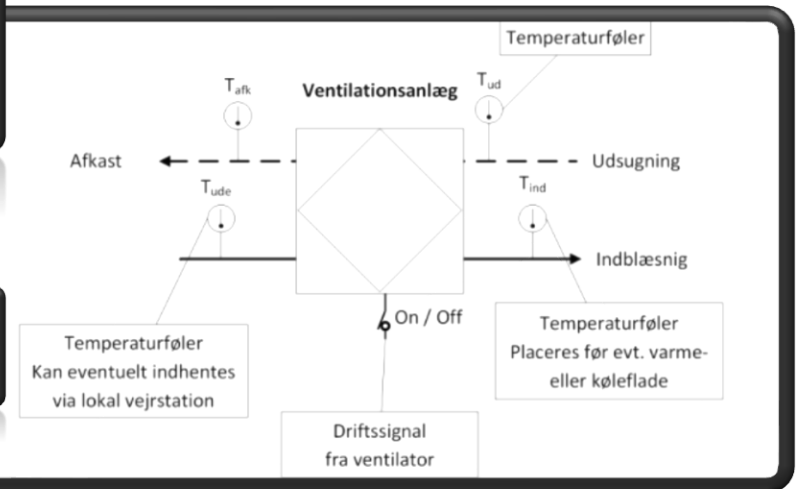 Temperaturføler
Tafk
Ventilationsanlæg
Tud
Afkast
Udsugning
Tude
Tind
Indblæsnig
On / Off
Temperaturføler
Kan eventuelt indhentes
via lokal vejrstation
Temperaturføler
Placeres før evt. varme-
eller køleflade
Driftssignal
fra ventilator